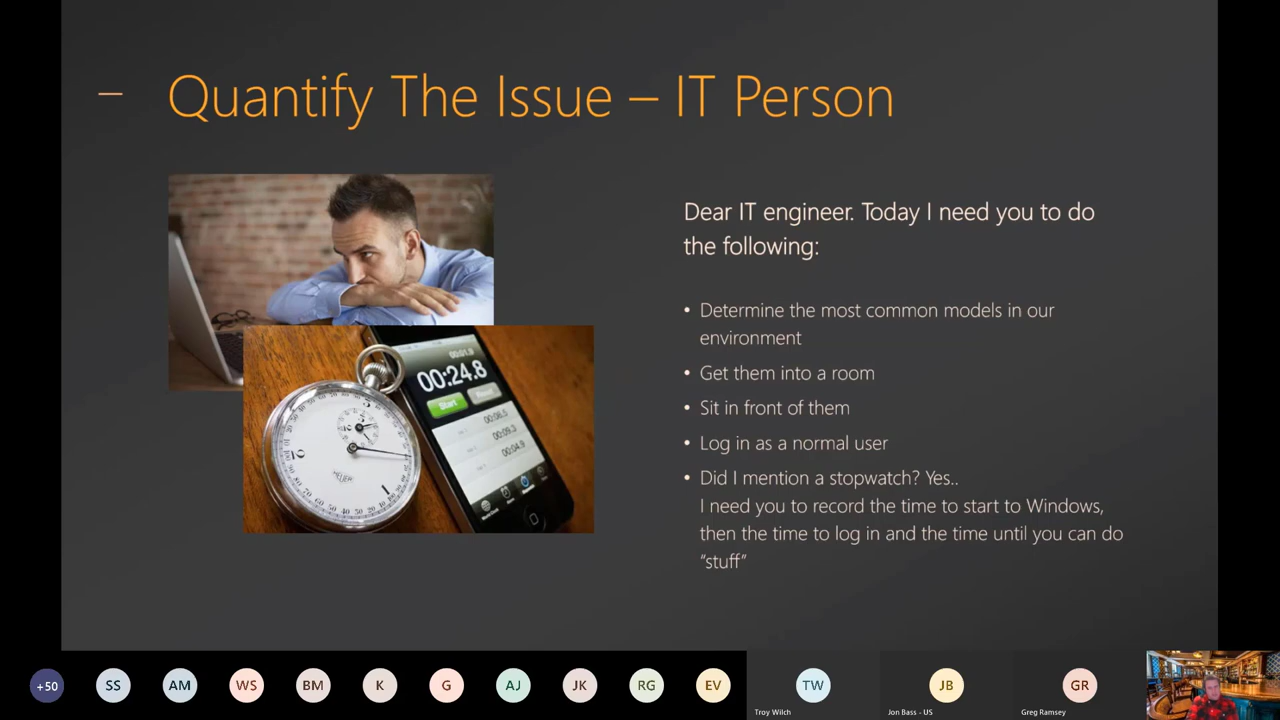 – Quantify The Issue – IT Person
Dear IT engineer. Today I need you to do
the following:
• Determine the most common models in our
environment
• Get them into a room
• Sit in front of them
• Log in as a normal user
• Did I mention a stopwatch? Yes..
I need you to record the time to start to Windows,
then the time to log in and the time until you can do
“stuff”
00:24.8
Start
+50
SS
AM
WS
BM
K
G
AJ
JK
RG
EV
TW
Troy Wilch
JB
Jon Bass - US
GR
Greg Ramsey